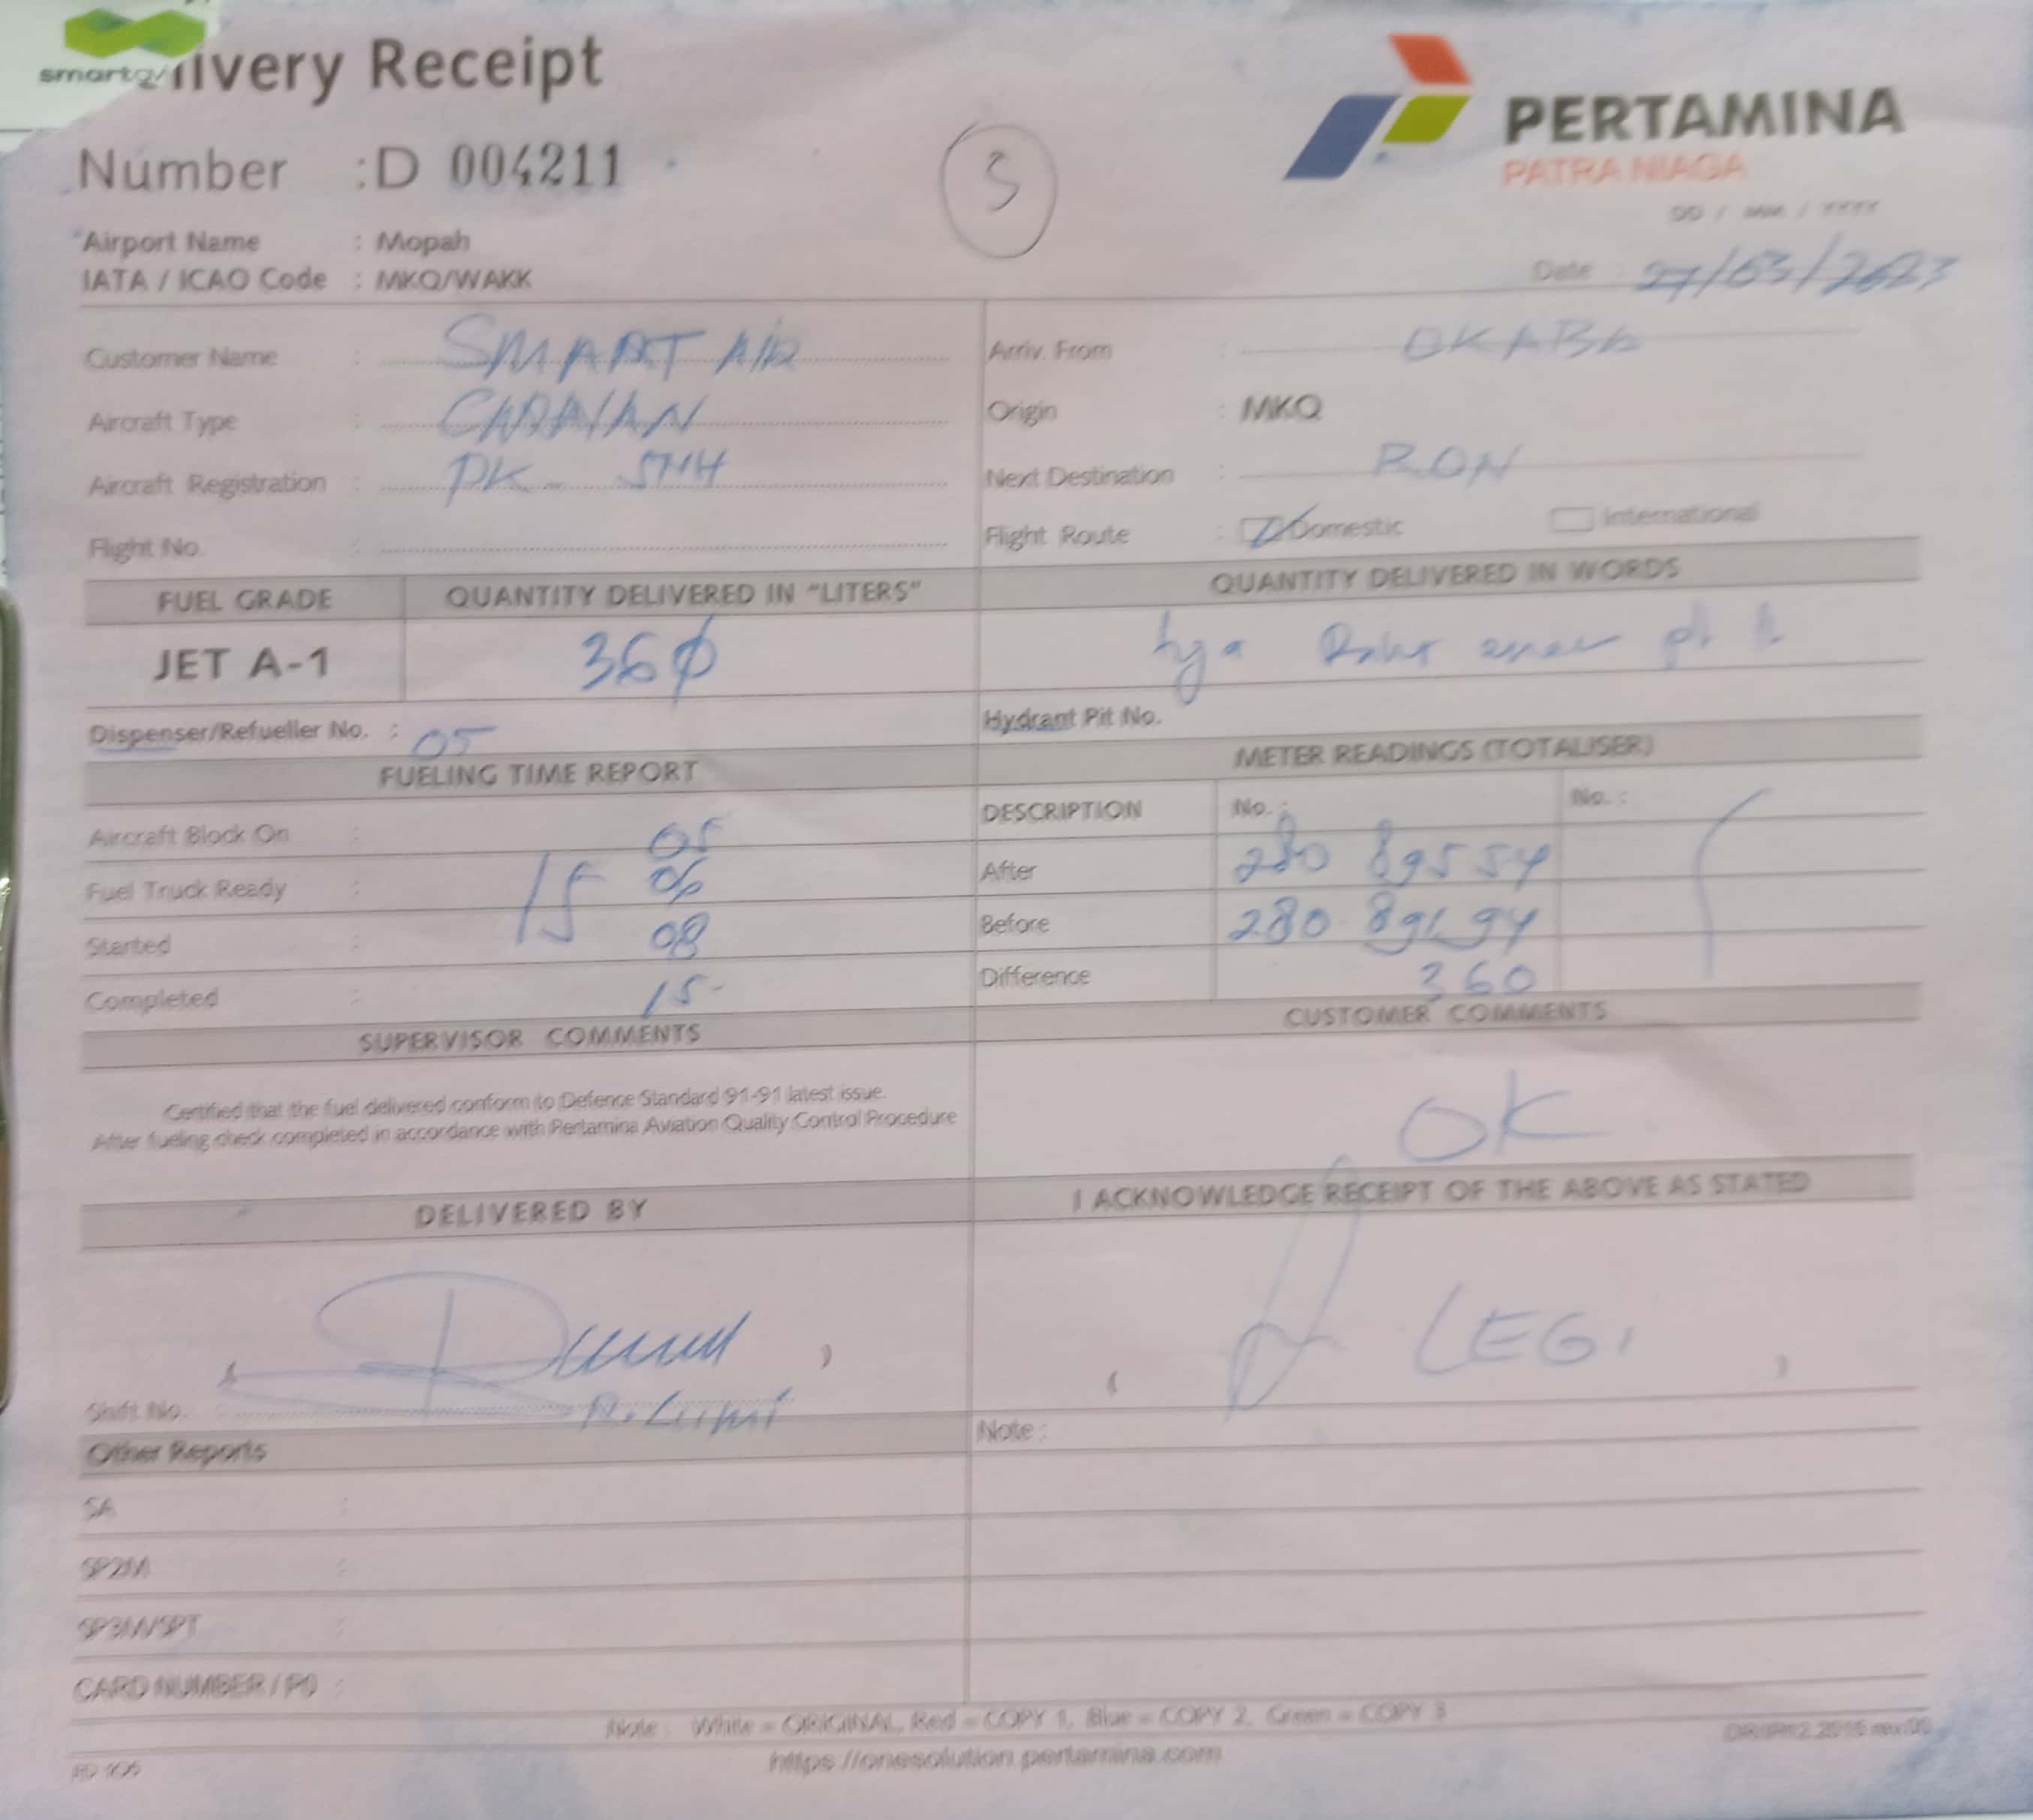 smart
livery Receipt
PERTAMINA
PATRA NIAGA
Number : D 004211
3
DD / MM / YYYY
Airport Name : Mopah
IATA / ICAO Code : MKQ/WAKK
Date : 27/03/2023
Customer Name : SMART AIR
Arriv. From : OKABA
Aircraft Type : CARAVAN
Origin : MKQ
Aircraft Registration : PK-
Next Destination : RON
Flight No. :
Flight Route : Domestic International
FUEL GRADE QUANTITY DELIVERED IN "LITERS" QUANTITY DELIVERED IN WORDS
JET A-1 360 tiga
Dispenser/Refueller No. : 05
Hydrant Pit No.
FUELING TIME REPORT
METER READINGS (TOTALISER)
DESCRIPTION No. : No. :
Aircraft Block On : 05
After 280 89554
Fuel Truck Ready : 15 06
Before 280 89194
Started : 08
Difference 360
Completed : 15
SUPERVISOR COMMENTS
CUSTOMER COMMENTS
Certified that the fuel delivered conform to Defence Standard 91-91 latest issue.
After fueling check completed in accordance with Pertamina Aviation Quality Control Procedure
OK
DELIVERED BY
I ACKNOWLEDGE RECEIPT OF THE ABOVE AS STATED
( )
( LEGI )
Shift No. :
Note :
Other Reports
SA :
SP2M :
SP3M/SPT :
CARD NUMBER / PO :
Note : White = ORIGINAL, Red = COPY 1, Blue = COPY 2, Green = COPY 3
https://onesolution.pertamina.com